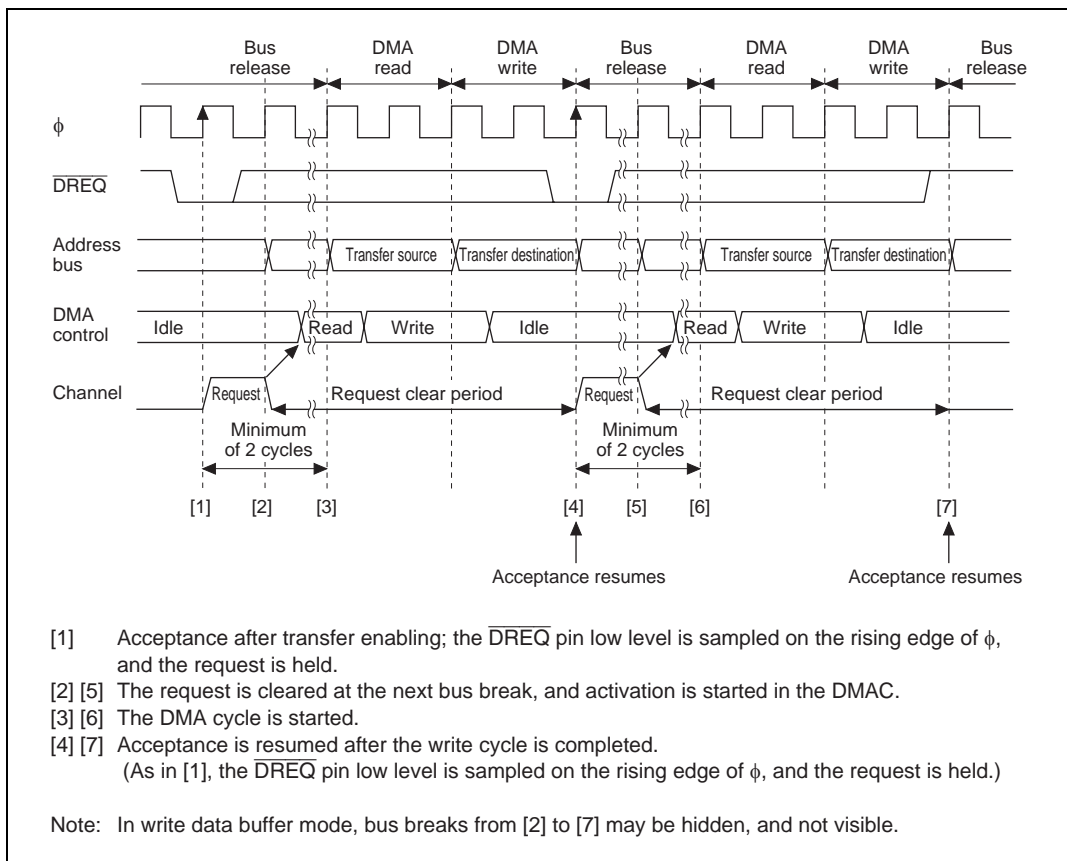 Bus release DMA read DMA write Bus release DMA read DMA write Bus release
ϕ
DREQ
Address bus
Transfer source Transfer destination Transfer source Transfer destination
DMA control
Idle Read Write Idle Read Write Idle
Channel
Request Request clear period Request Request clear period
Minimum of 2 cycles Minimum of 2 cycles
[1] [2] [3] [4] [5] [6] [7]
Acceptance resumes Acceptance resumes
[1] Acceptance after transfer enabling; the DREQ pin low level is sampled on the rising edge of ϕ,
and the request is held.
[2] [5] The request is cleared at the next bus break, and activation is started in the DMAC.
[3] [6] The DMA cycle is started.
[4] [7] Acceptance is resumed after the write cycle is completed.
(As in [1], the DREQ pin low level is sampled on the rising edge of ϕ, and the request is held.)
Note: In write data buffer mode, bus breaks from [2] to [7] may be hidden, and not visible.